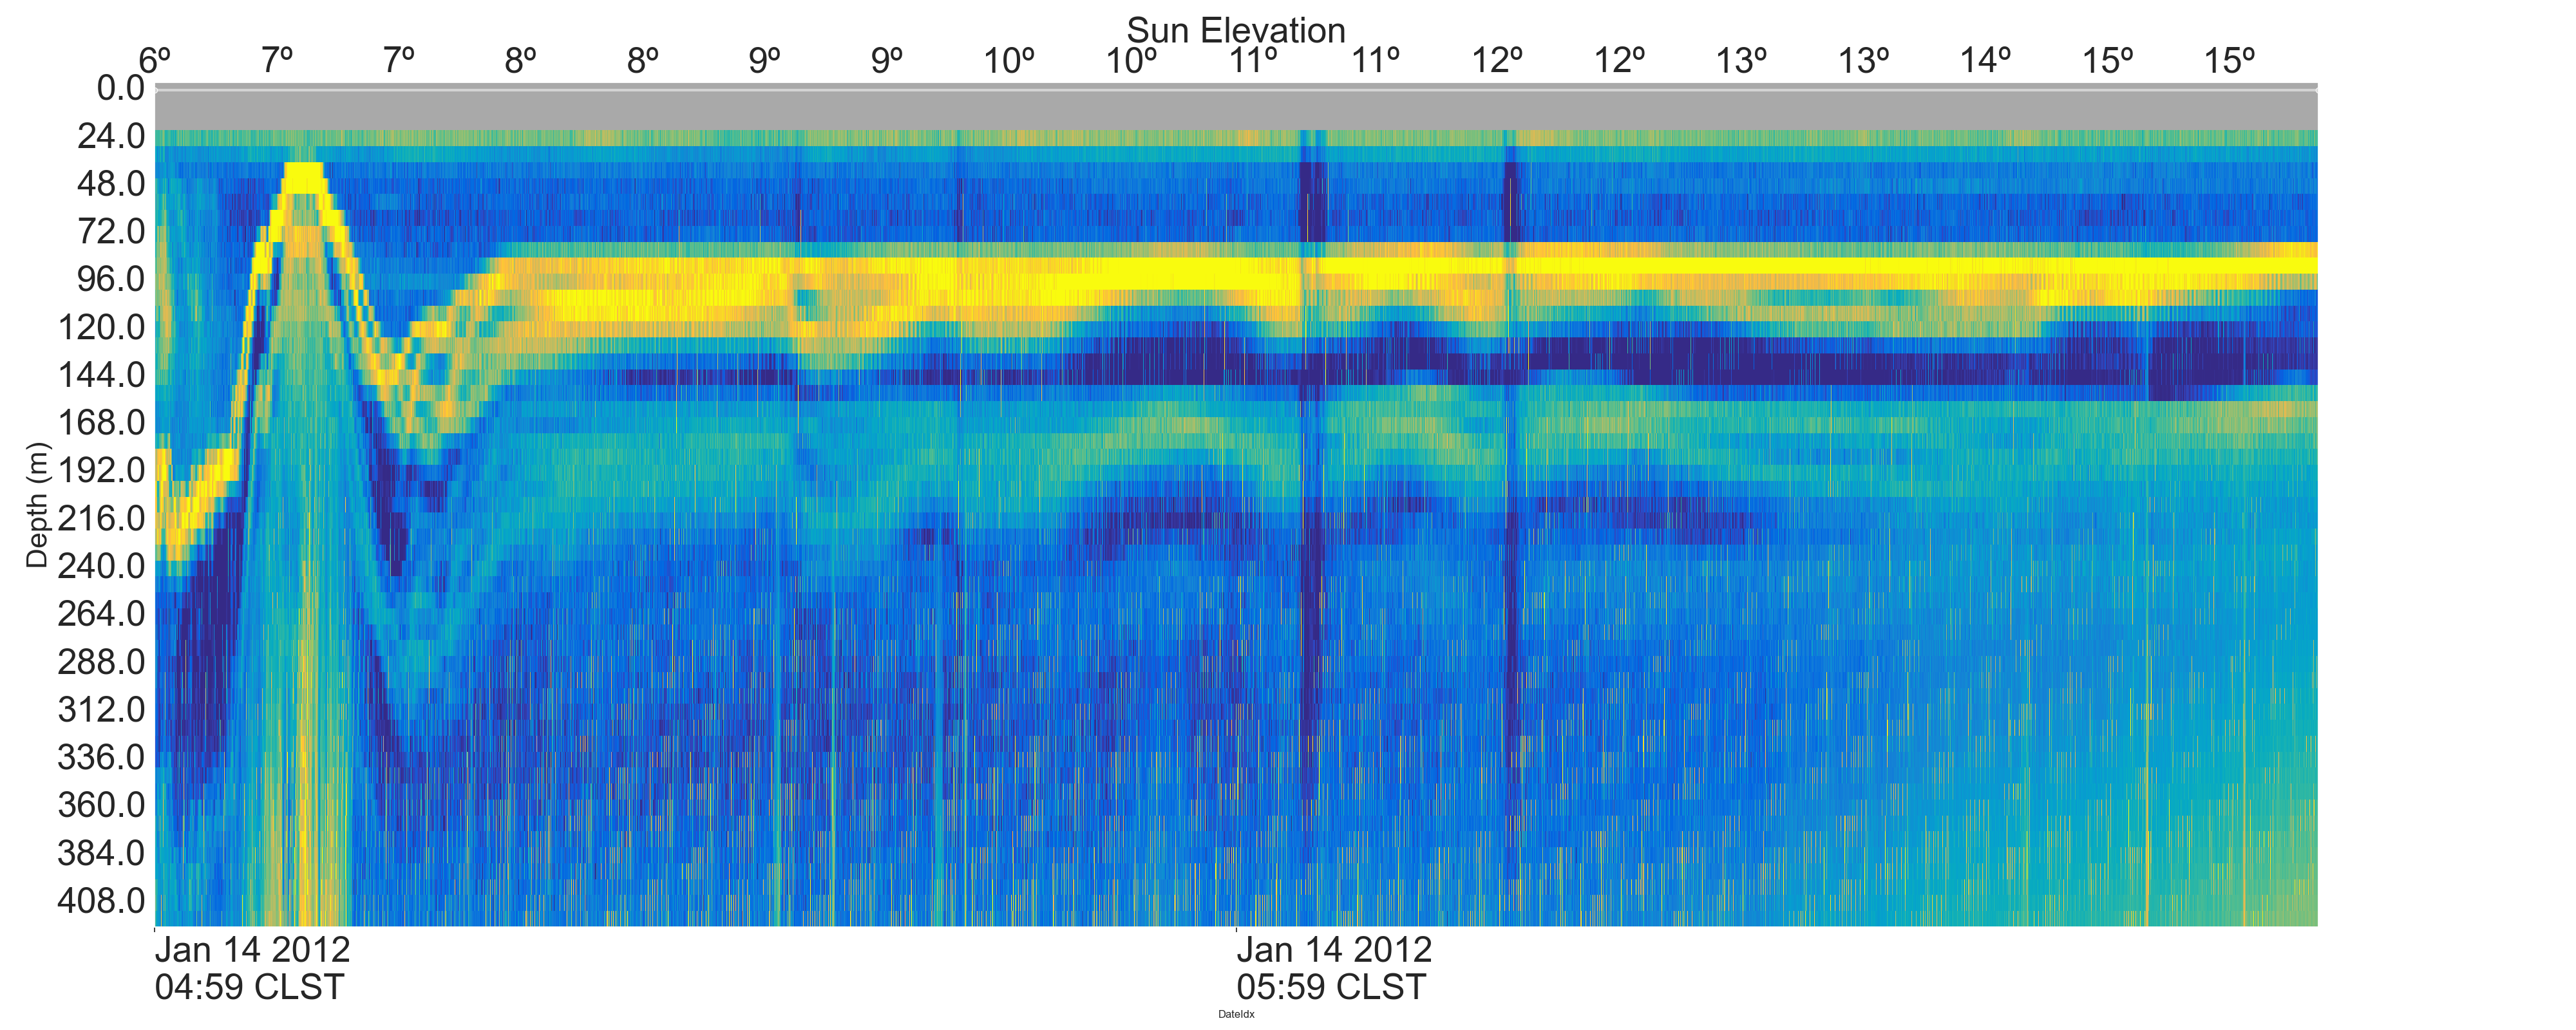 Sun Elevation
6º 7º 7º 8º 8º 9º 9º 10º 10º 11º 11º 12º 12º 13º 13º 14º 15º 15º
0.0
24.0
48.0
72.0
96.0
120.0
144.0
168.0
192.0
216.0
240.0
264.0
288.0
312.0
336.0
360.0
384.0
408.0
Depth (m)
Jan 14 2012
04:59 CLST
Jan 14 2012
05:59 CLST
DateIdx